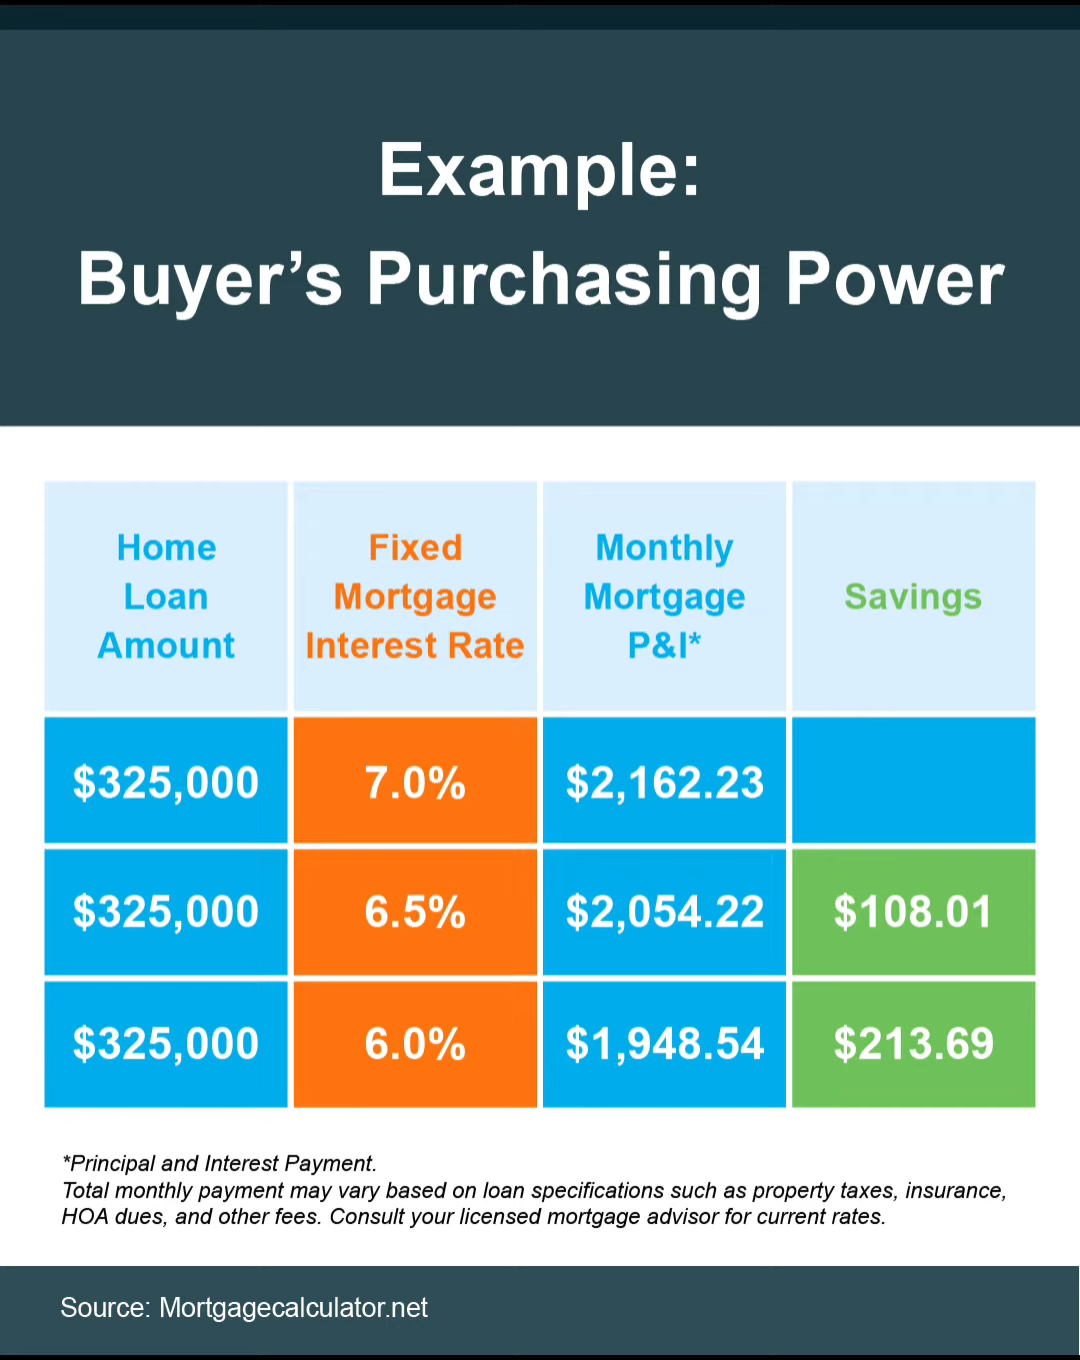 Example:
Buyer’s Purchasing Power
Home
Loan
Amount
Fixed
Mortgage
Interest Rate
Monthly
Mortgage
P&I*
Savings
$325,000 7.0% $2,162.23
$325,000 6.5% $2,054.22 $108.01
$325,000 6.0% $1,948.54 $213.69
*Principal and Interest Payment.
Total monthly payment may vary based on loan specifications such as property taxes, insurance,
HOA dues, and other fees. Consult your licensed mortgage advisor for current rates.
Source: Mortgagecalculator.net